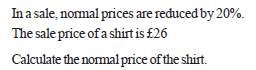 In a sale, normal prices are reduced by 20%.
The sale price of a shirt is £26
Calculate the normal price of the shirt.